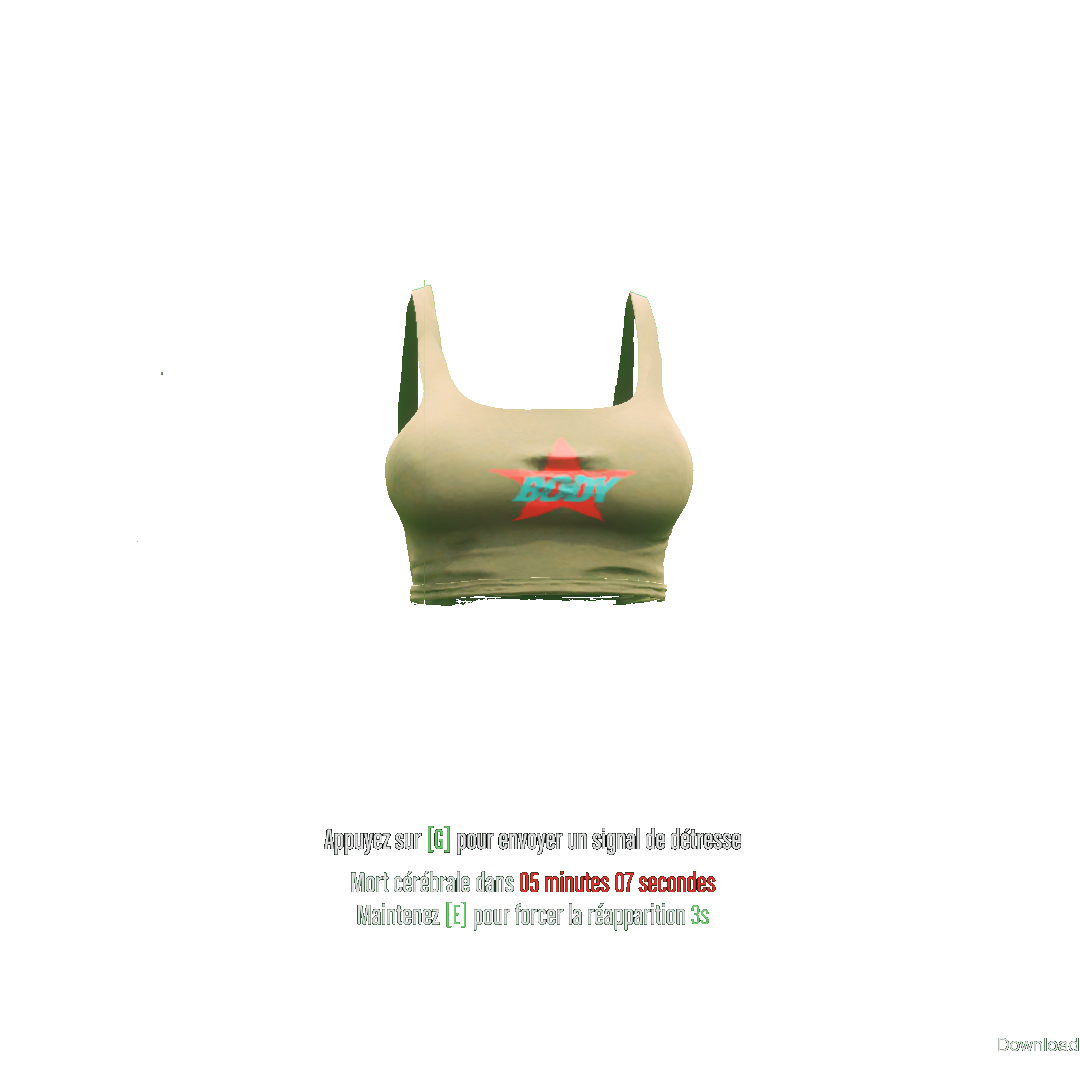 BODY
Appuyez sur [G] pour envoyer un signal de détresse
Mort cérébrale dans 05 minutes 07 secondes
Maintenez [E] pour forcer la réapparition 3s
Download